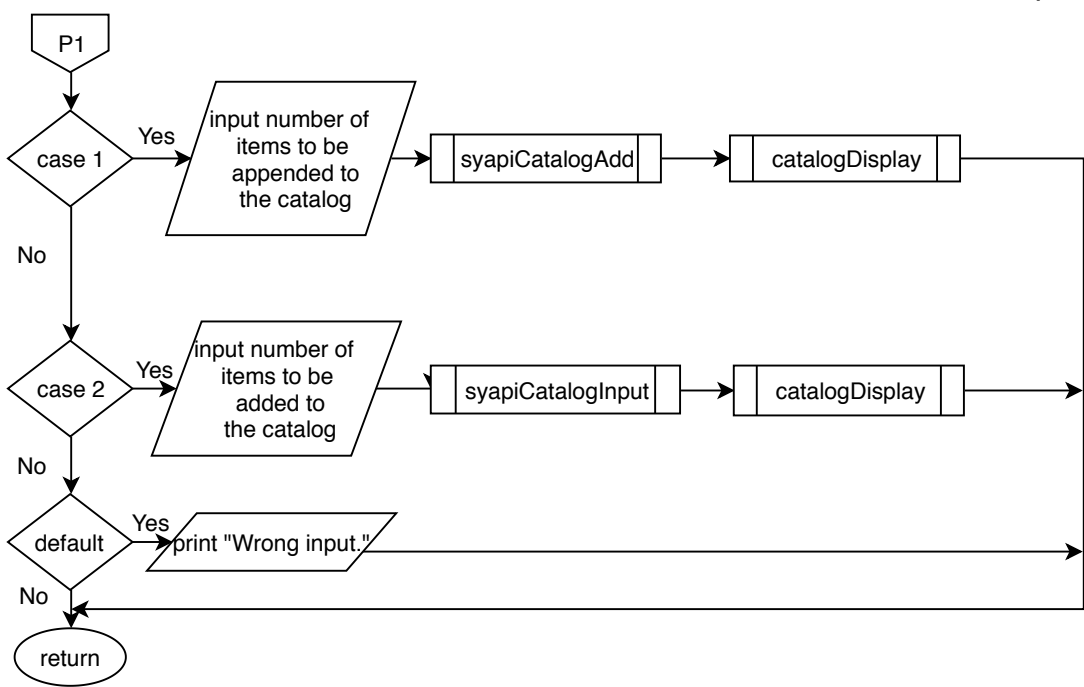 P1
case 1
Yes
input number of
items to be
appended to
the catalog
syapiCatalogAdd
catalogDisplay
No
case 2
Yes
input number of
items to be
added to
the catalog
syapiCatalogInput
catalogDisplay
No
default
Yes
print "Wrong input."
No
return